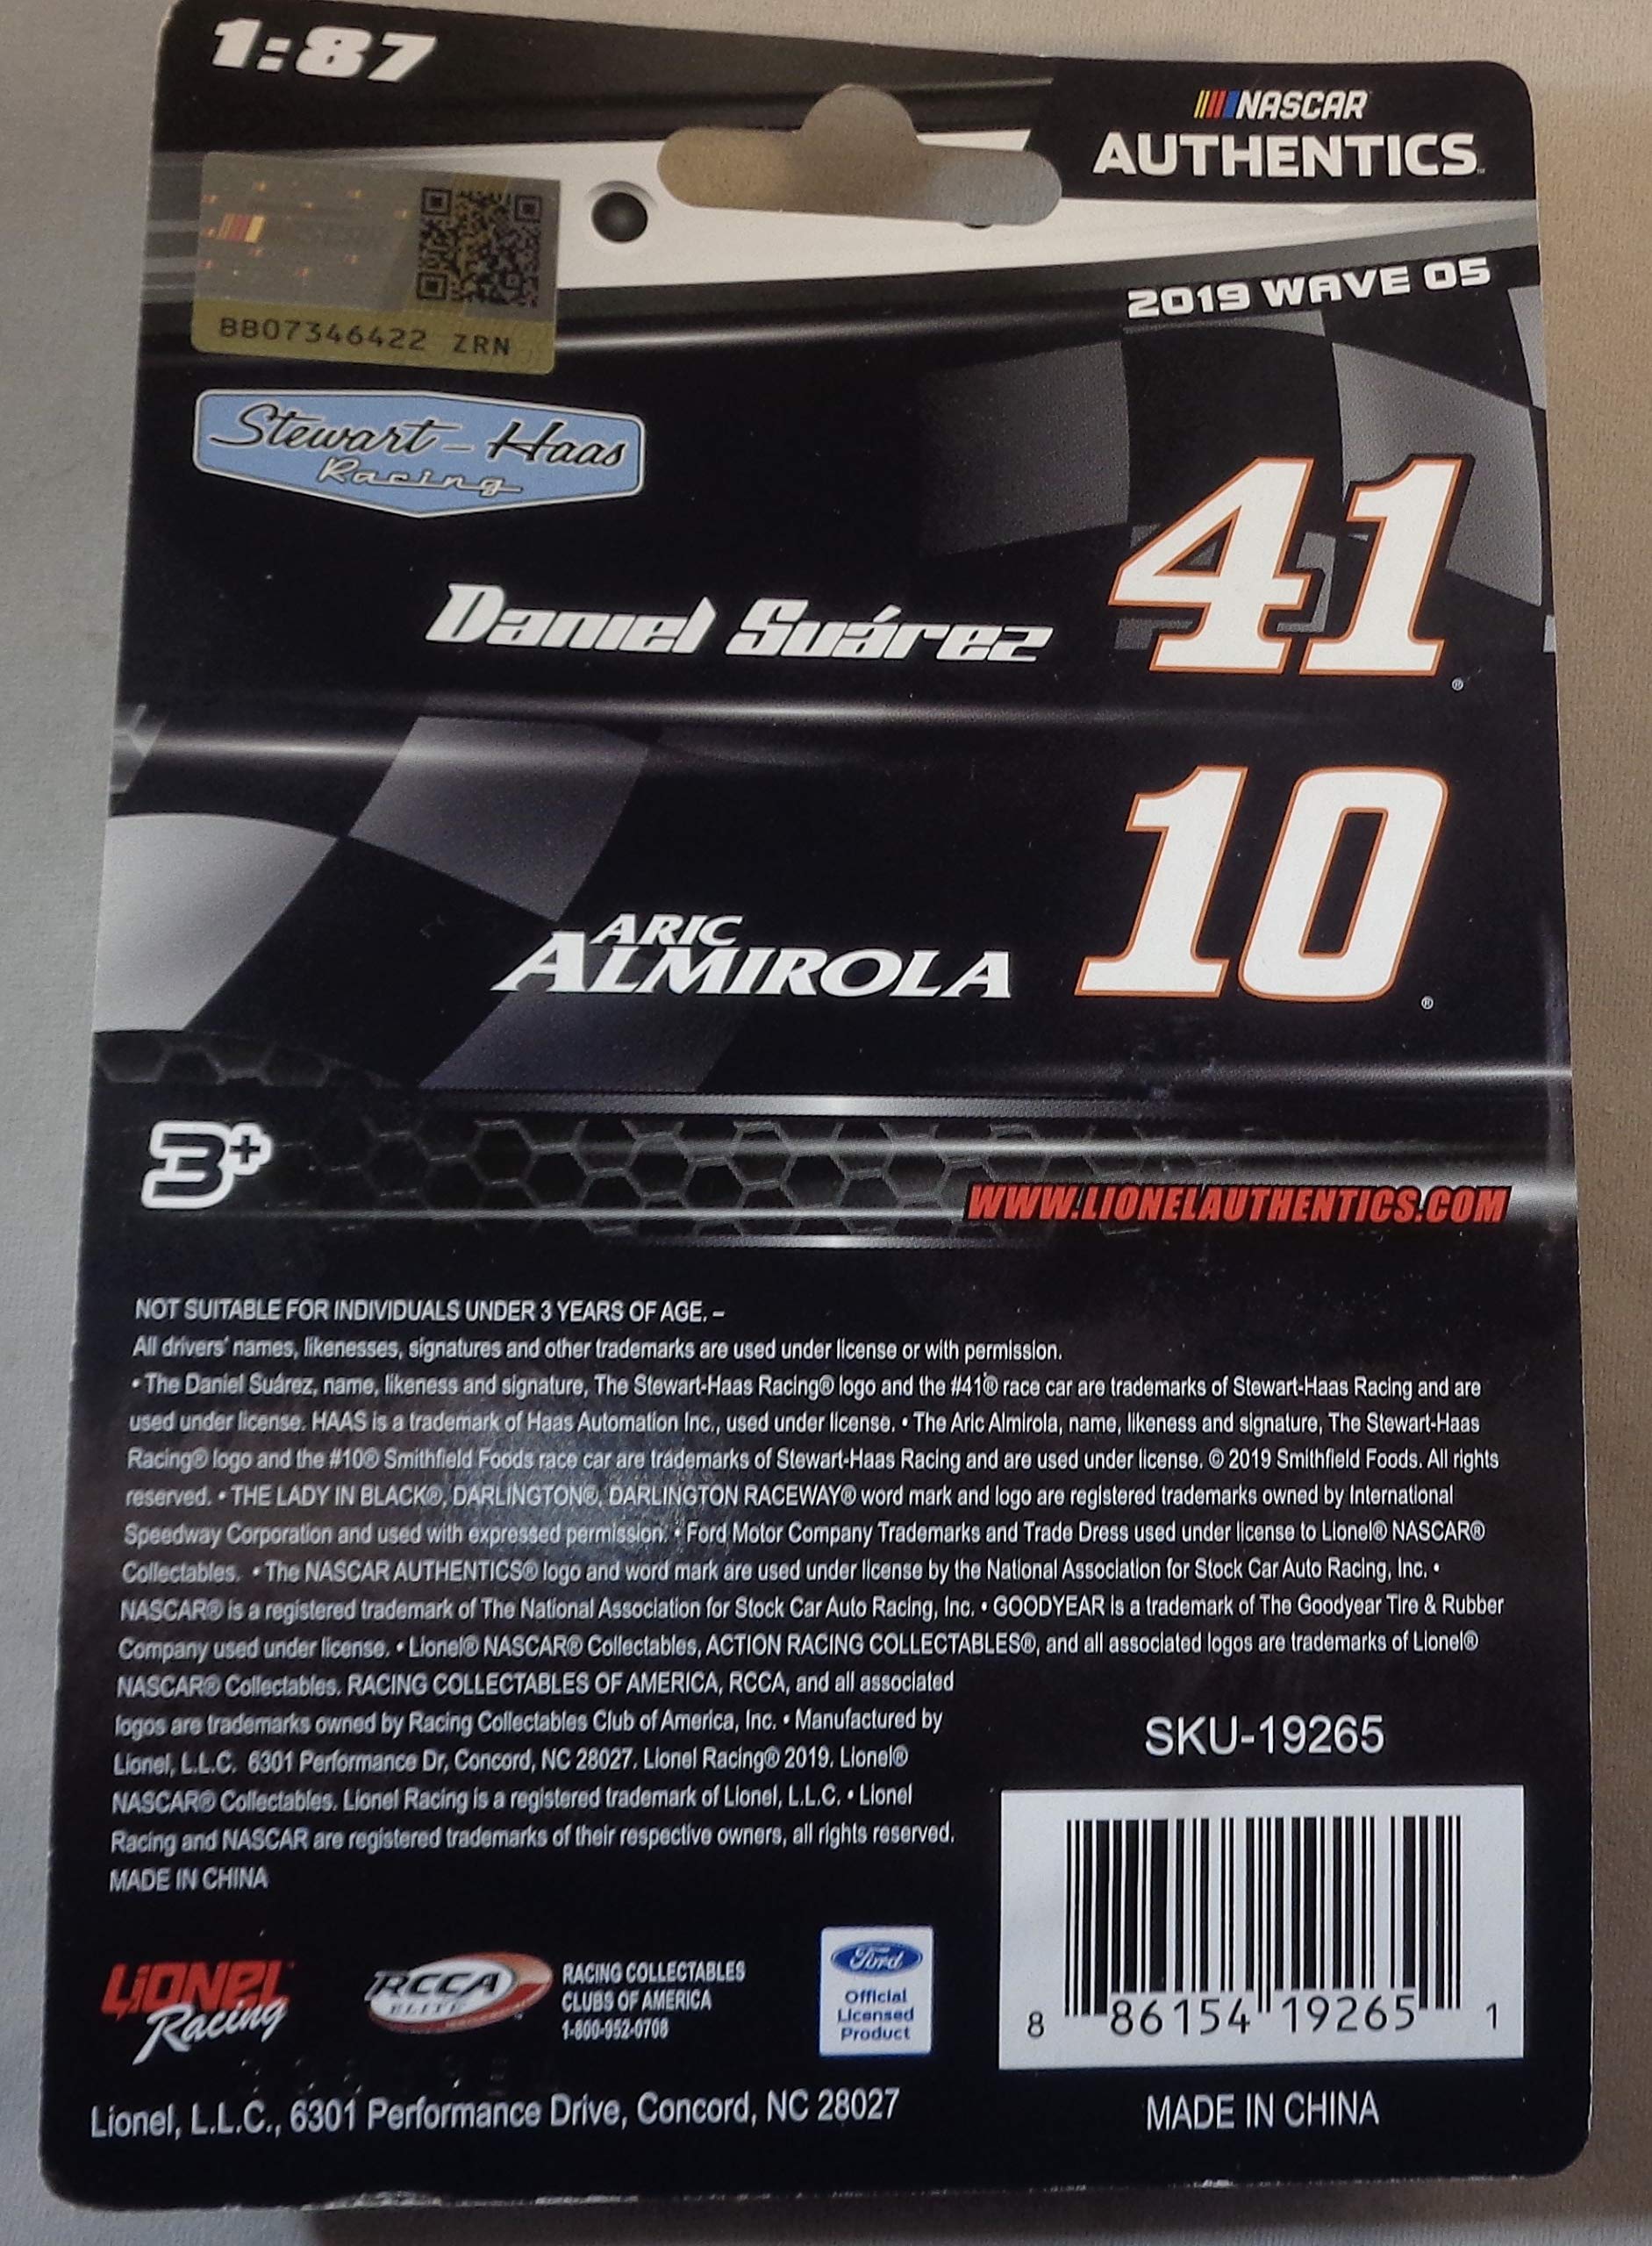 1:87
NASCAR
AUTHENTICS
BB07346422 ZRN
2019 WAVE 05
Stewart-Haas
Racing
41
Daniel Suárez
®
10
ARIC
ALMIROLA
®
3+
WWW.LIONELAUTHENTICS.COM
NOT SUITABLE FOR INDIVIDUALS UNDER 3 YEARS OF AGE. –
All drivers' names, likenesses, signatures and other trademarks are used under license or with permission.
• The Daniel Suárez, name, likeness and signature, The Stewart-Haas Racing® logo and the #41® race car are trademarks of Stewart-Haas Racing and are
used under license. HAAS is a trademark of Haas Automation Inc., used under license. • The Aric Almirola, name, likeness and signature, The Stewart-Haas
Racing® logo and the #10® Smithfield Foods race car are trademarks of Stewart-Haas Racing and are used under license. © 2019 Smithfield Foods. All rights
reserved. • THE LADY IN BLACK®, DARLINGTON®, DARLINGTON RACEWAY® word mark and logo are registered trademarks owned by International
Speedway Corporation and used with expressed permission. • Ford Motor Company Trademarks and Trade Dress used under license to Lionel® NASCAR®
Collectables. • The NASCAR AUTHENTICS® logo and word mark are used under license by the National Association for Stock Car Auto Racing, Inc. •
NASCAR® is a registered trademark of The National Association for Stock Car Auto Racing, Inc. • GOODYEAR is a trademark of The Goodyear Tire & Rubber
Company used under license. • Lionel® NASCAR® Collectables, ACTION RACING COLLECTABLES®, and all associated logos are trademarks of Lionel®
NASCAR® Collectables. RACING COLLECTABLES OF AMERICA, RCCA, and all associated
logos are trademarks owned by Racing Collectables Club of America, Inc. • Manufactured by
Lionel, L.L.C. 6301 Performance Dr, Concord, NC 28027. Lionel Racing® 2019. Lionel®
NASCAR® Collectables. Lionel Racing is a registered trademark of Lionel, L.L.C. • Lionel
Racing and NASCAR are registered trademarks of their respective owners, all rights reserved.
MADE IN CHINA
SKU-19265
8 86154 19265 1
MADE IN CHINA
LIONEL
Racing
RCCA
ELITE
RACING COLLECTABLES
CLUBS OF AMERICA
1-800-952-0708
Ford
Official
Licensed
Product
Lionel, L.L.C., 6301 Performance Drive, Concord, NC 28027